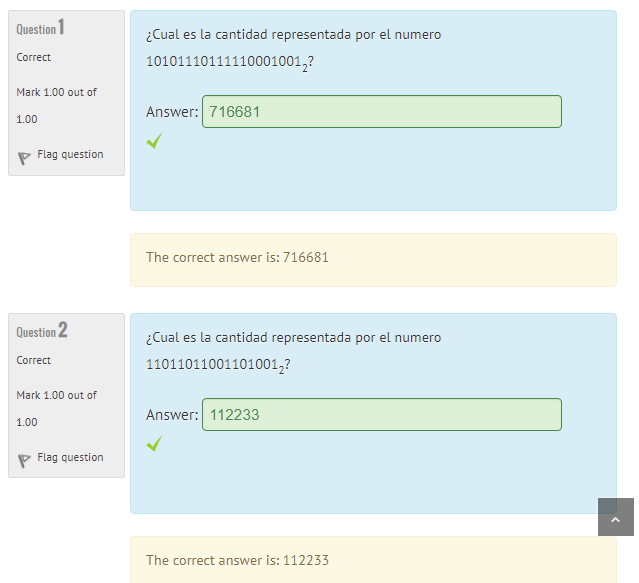 Question 1
Correct
Mark 1.00 out of
1.00
Flag question
¿Cual es la cantidad representada por el numero
10101110111110001001₂?
Answer: 716681
The correct answer is: 716681
Question 2
Correct
Mark 1.00 out of
1.00
Flag question
¿Cual es la cantidad representada por el numero
11011011001101001₂?
Answer: 112233
The correct answer is: 112233